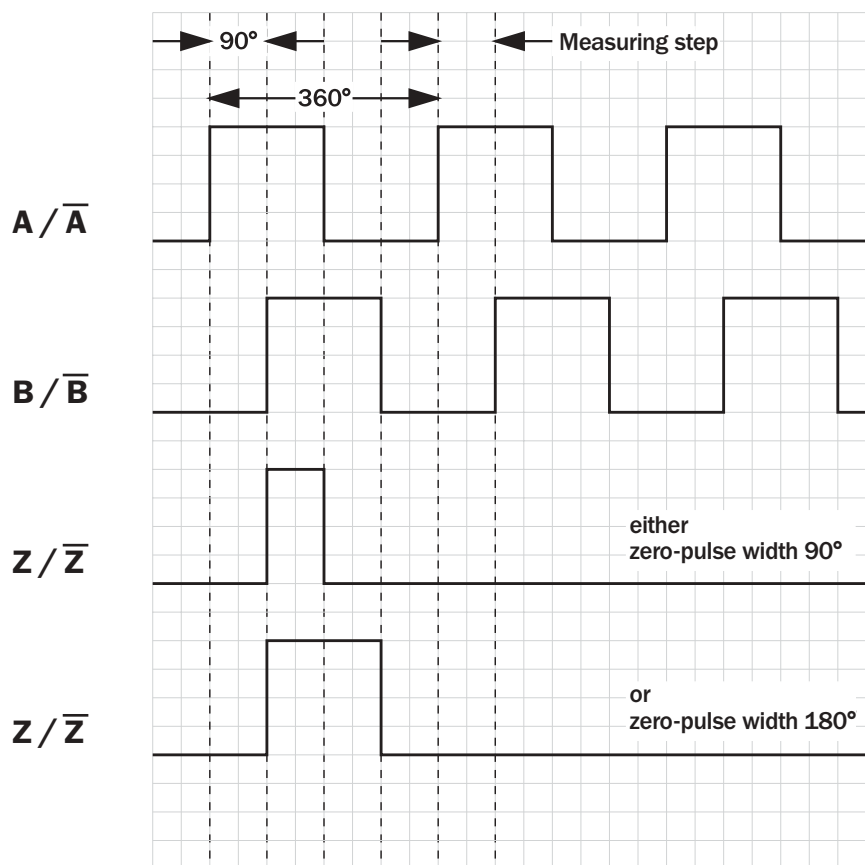 90°
Measuring step
360°
A / A̅
B / B̅
either
zero-pulse width 90°
Z / Z̅
or
zero-pulse width 180°
Z / Z̅